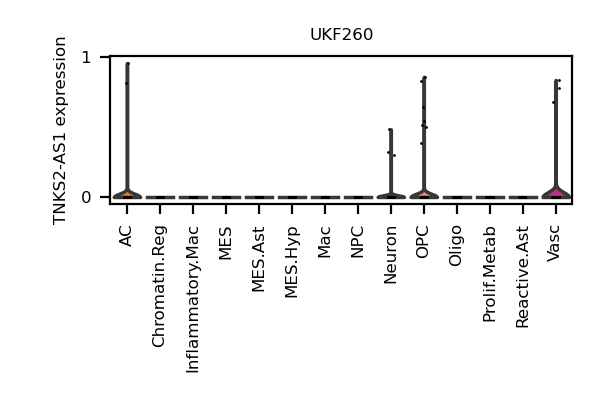 UKF260
TNKS2-AS1 expression
1
0
AC
Chromatin.Reg
Inflammatory.Mac
MES
MES.Ast
MES.Hyp
Mac
NPC
Neuron
OPC
Oligo
Prolif.Metab
Reactive.Ast
Vasc